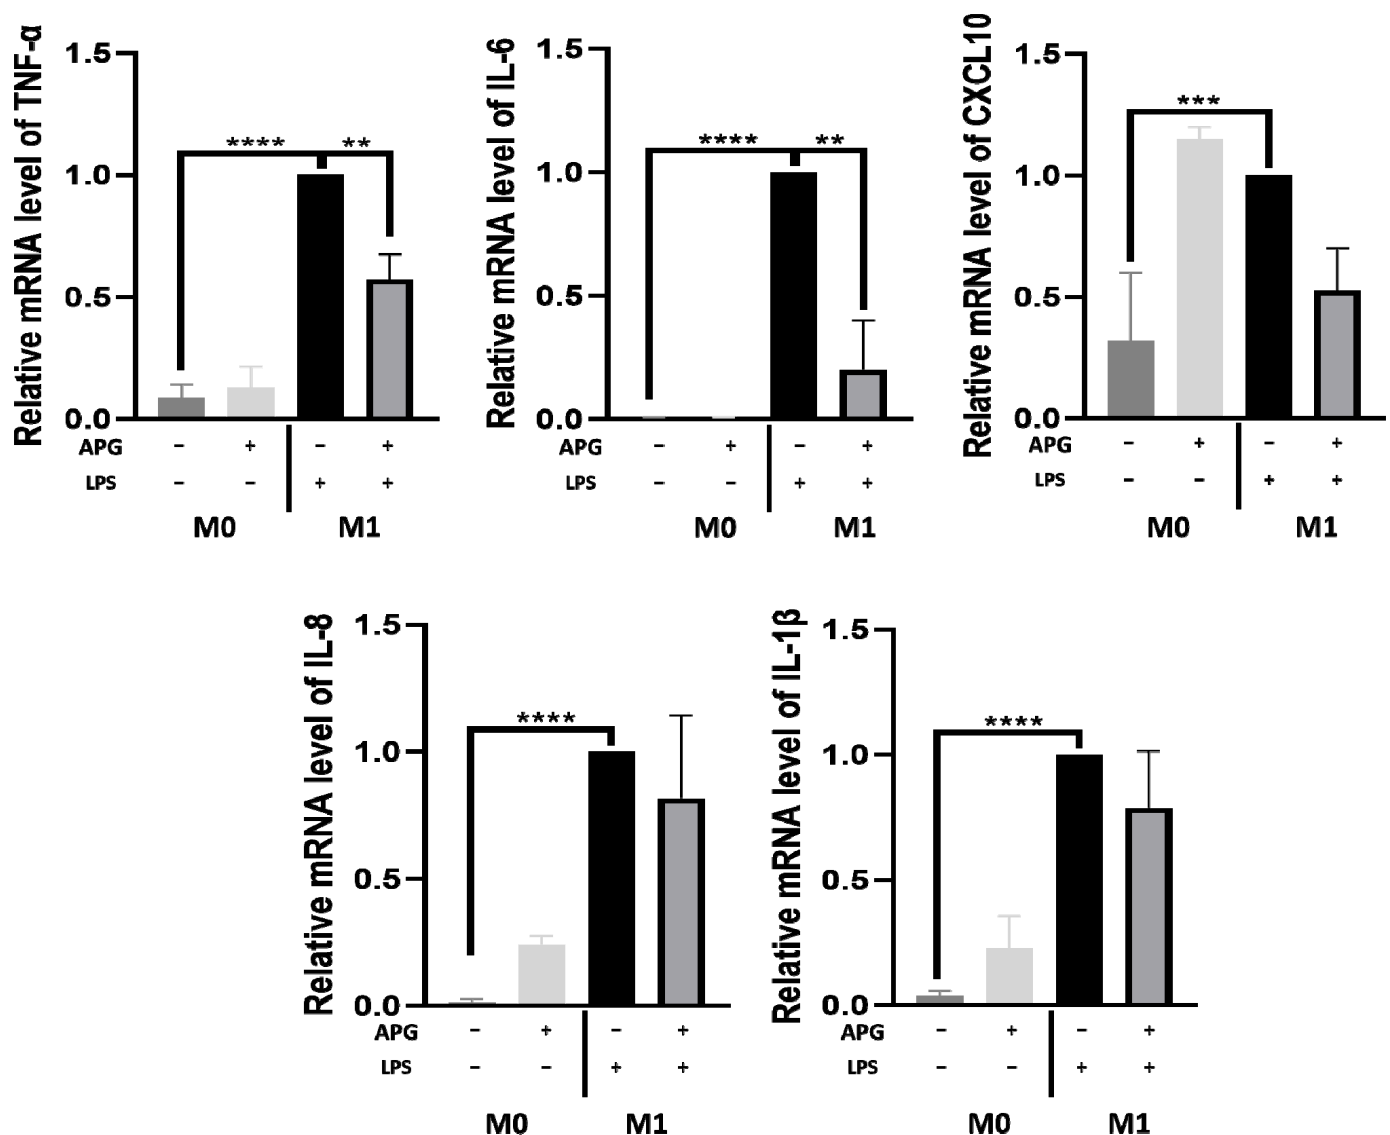 Relative mRNA level of TNF-α
1.5
1.0
0.5
0.0
****
**
APG − + − +
LPS − − + +
M0 M1
Relative mRNA level of IL-6
1.5
1.0
0.5
0.0
****
**
APG − + − +
LPS − − + +
M0 M1
Relative mRNA level of CXCL10
1.5
1.0
0.5
0.0
***
APG − + − +
LPS − − + +
M0 M1
Relative mRNA level of IL-8
1.5
1.0
0.5
0.0
****
APG − + − +
LPS − − + +
M0 M1
Relative mRNA level of IL-1β
1.5
1.0
0.5
0.0
****
APG − + − +
LPS − − + +
M0 M1